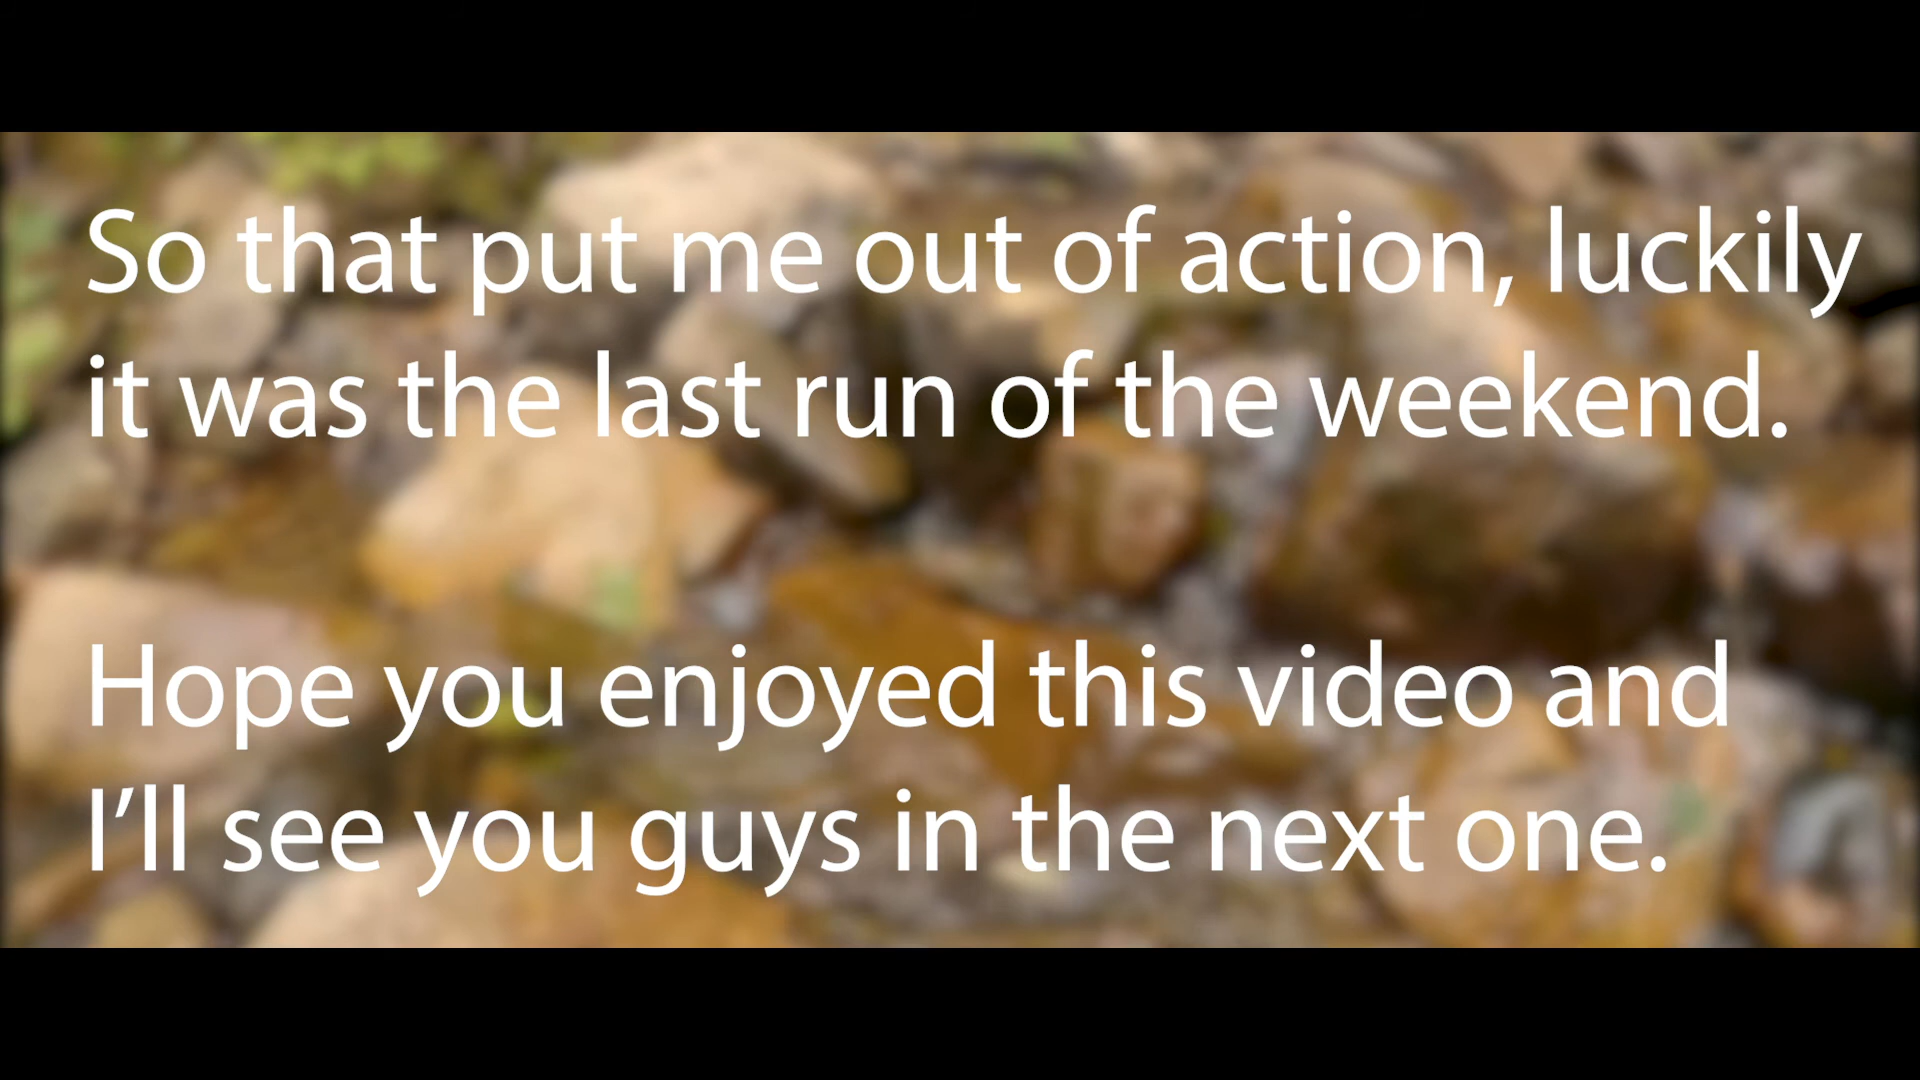 So that put me out of action, luckily
it was the last run of the weekend.
Hope you enjoyed this video and
I’ll see you guys in the next one.